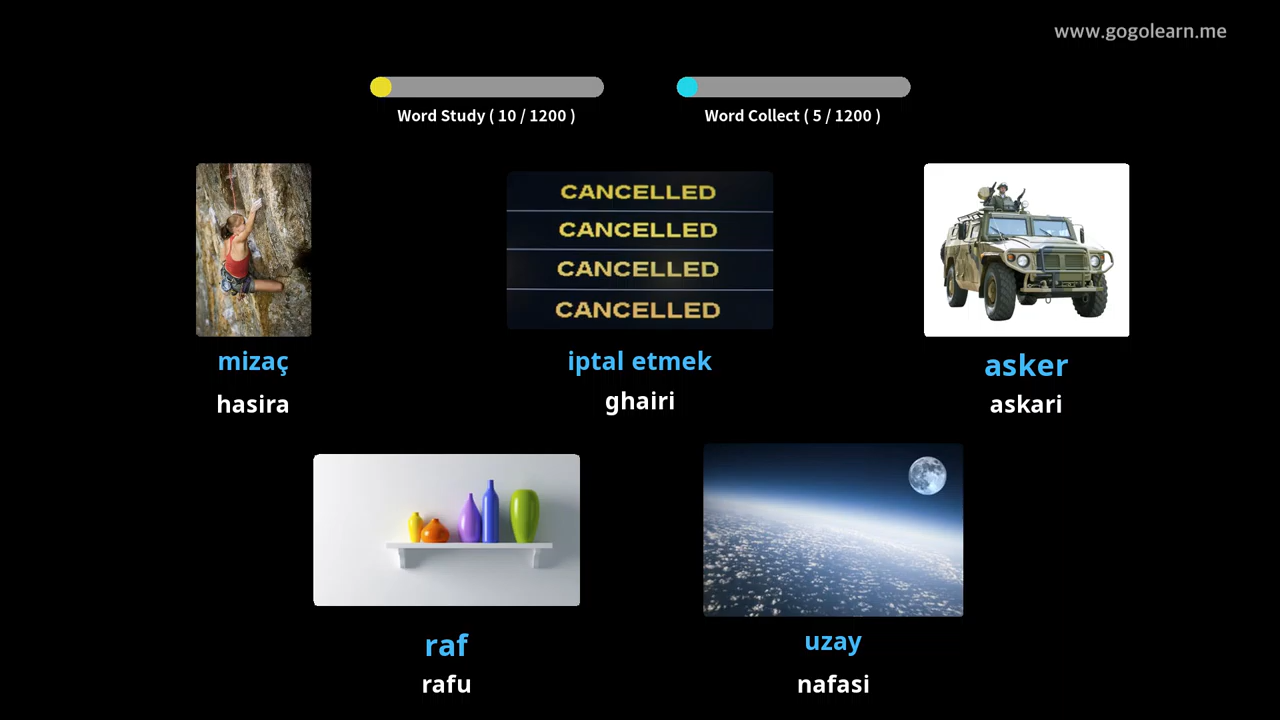 www.gogolearn.me
Word Study ( 10 / 1200 )
Word Collect ( 5 / 1200 )
CANCELLED
CANCELLED
CANCELLED
CANCELLED
mizaç
hasira
iptal etmek
ghairi
asker
askari
raf
rafu
uzay
nafasi